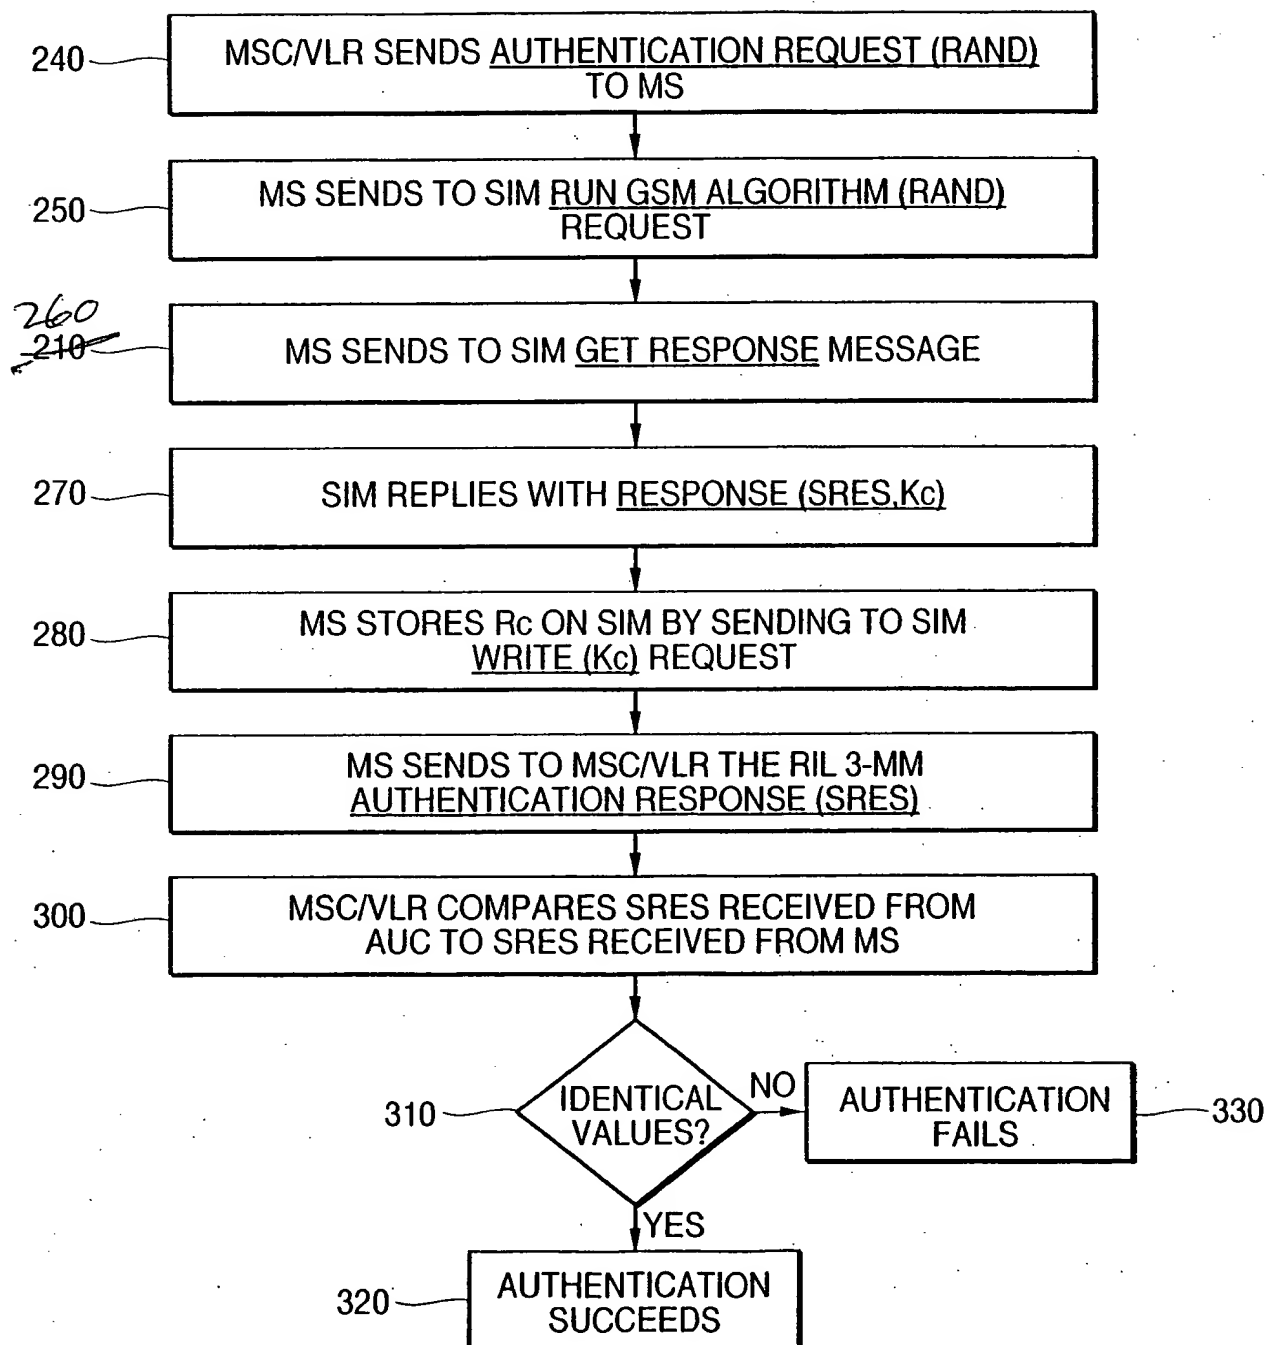 240
MSC/VLR SENDS AUTHENTICATION REQUEST (RAND)
TO MS
250
MS SENDS TO SIM RUN GSM ALGORITHM (RAND)
REQUEST
260
210
MS SENDS TO SIM GET RESPONSE MESSAGE
270
SIM REPLIES WITH RESPONSE (SRES,Kc)
280
MS STORES Rc ON SIM BY SENDING TO SIM
WRITE (Kc) REQUEST
290
MS SENDS TO MSC/VLR THE RIL 3-MM
AUTHENTICATION RESPONSE (SRES)
300
MSC/VLR COMPARES SRES RECEIVED FROM
AUC TO SRES RECEIVED FROM MS
310
IDENTICAL
VALUES?
NO
AUTHENTICATION
FAILS
330
YES
320
AUTHENTICATION
SUCCEEDS